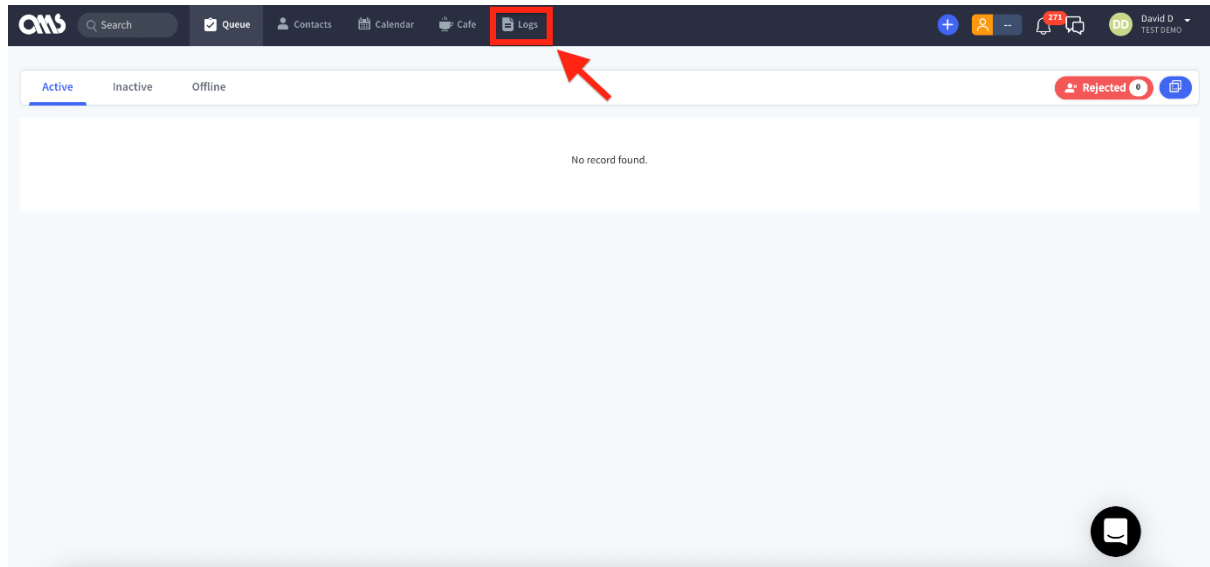 OMS
Search
Queue
Contacts
Calendar
Cafe
Logs
--
271
DD
David D
TEST DEMO
Active
Inactive
Offline
Rejected 0
No record found.